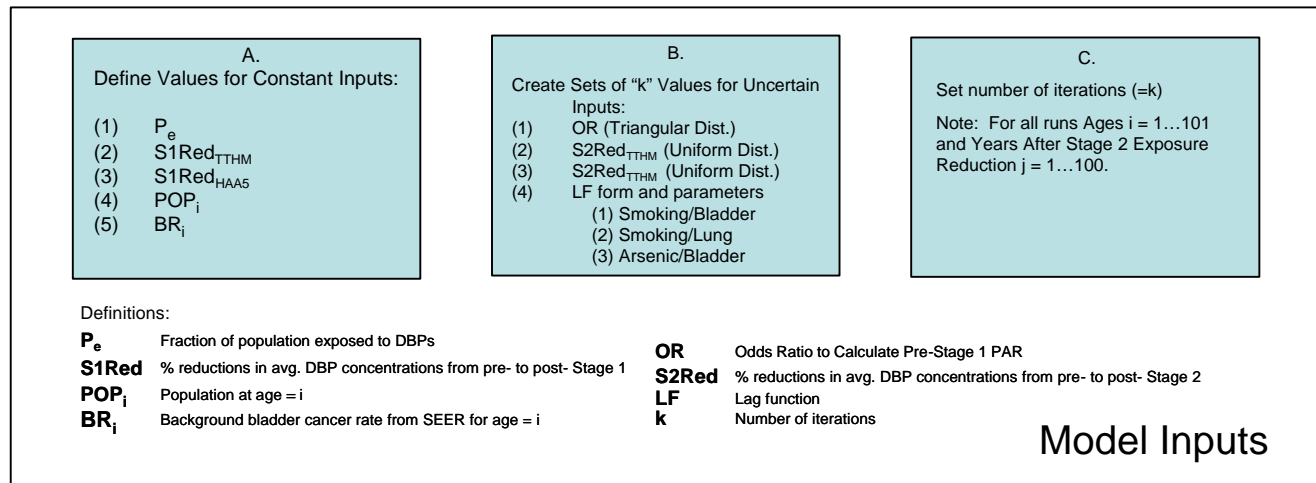 A.
Define Values for Constant Inputs:
(1) Pe
(2) S1RedTTHM
(3) S1RedHAA5
(4) POPi
(5) BRi
B.
Create Sets of “k” Values for Uncertain
Inputs:
(1) OR (Triangular Dist.)
(2) S2RedTTHM (Uniform Dist.)
(3) S2RedTTHM (Uniform Dist.)
(4) LF form and parameters
(1) Smoking/Bladder
(2) Smoking/Lung
(3) Arsenic/Bladder
C.
Set number of iterations (=k)
Note: For all runs Ages i = 1...101
and Years After Stage 2 Exposure
Reduction j = 1...100.
Definitions:
Pe Fraction of population exposed to DBPs
S1Red % reductions in avg. DBP concentrations from pre- to post- Stage 1
POPi Population at age = i
BRi Background bladder cancer rate from SEER for age = i
OR Odds Ratio to Calculate Pre-Stage 1 PAR
S2Red % reductions in avg. DBP concentrations from pre- to post- Stage 2
LF Lag function
k Number of iterations
Model Inputs